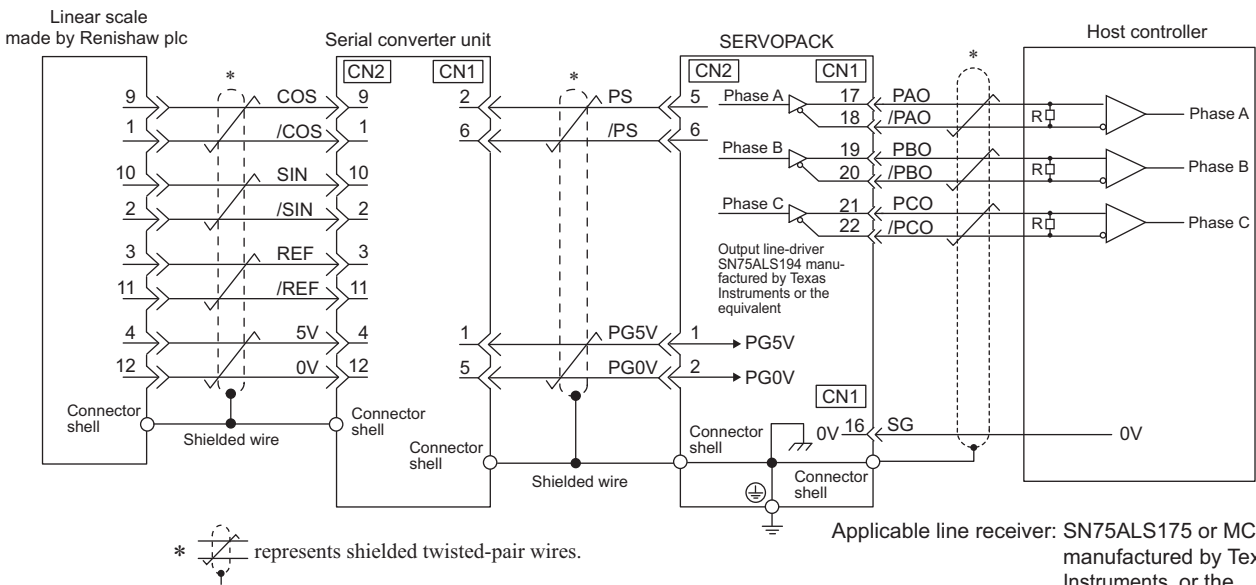 Linear scale
made by Renishaw plc
Serial converter unit
SERVOPACK
Host controller
*
*
*
CN2
CN1
CN2
CN1
9 COS 9
1 /COS 1
10 SIN 10
2 /SIN 2
3 REF 3
11 /REF 11
4 5V 4
12 0V 12
2 PS 5
6 /PS 6
1 PG5V 1 PG5V
5 PG0V 2 PG0V
Phase A 17 PAO R Phase A
18 /PAO
Phase B 19 PBO R Phase B
20 /PBO
Phase C 21 PCO R Phase C
22 /PCO
Output line-driver
SN75ALS194 manu-
factured by Texas
Instruments or the
equivalent
CN1
0V 16 SG 0V
Connector
shell
Shielded wire
Connector
shell
Connector
shell
Shielded wire
Connector
shell
Connector
shell
* represents shielded twisted-pair wires.
Applicable line receiver: SN75ALS175 or MC
manufactured by Tex
Instruments, or the